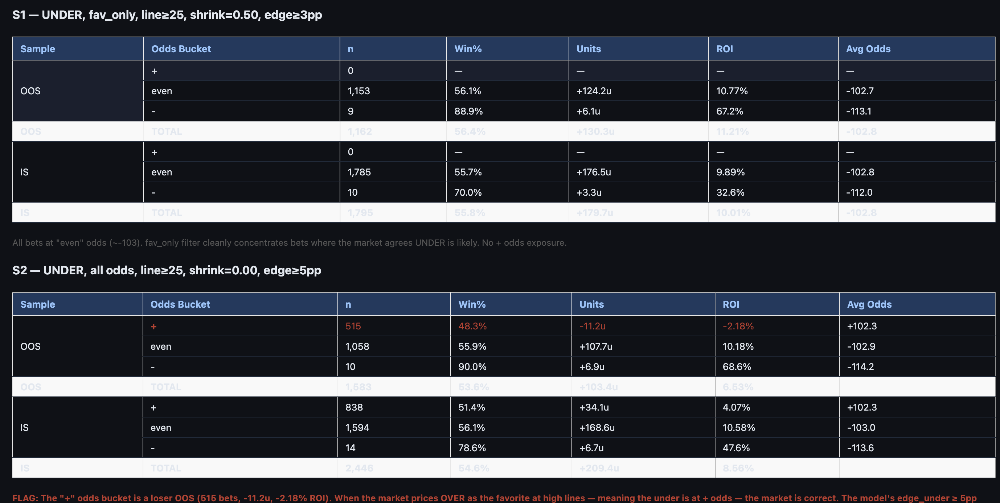 S1 — UNDER, fav_only, line≥25, shrink=0.50, edge≥3pp
Sample Odds Bucket n Win% Units ROI Avg Odds
+ 0 — — — —
OOS even 1,153 56.1% +124.2u 10.77% -102.7
- 9 88.9% +6.1u 67.2% -113.1
OOS TOTAL 1,162 56.4% +130.3u 11.21% -102.8
+ 0 — — — —
IS even 1,785 55.7% +176.5u 9.89% -102.8
- 10 70.0% +3.3u 32.6% -112.0
IS TOTAL 1,795 55.8% +179.7u 10.01% -102.8
All bets at "even" odds (~-103). fav_only filter cleanly concentrates bets where the market agrees UNDER is likely. No + odds exposure.
S2 — UNDER, all odds, line≥25, shrink=0.00, edge≥5pp
Sample Odds Bucket n Win% Units ROI Avg Odds
+ 515 48.3% -11.2u -2.18% +102.3
OOS even 1,058 55.9% +107.7u 10.18% -102.9
- 10 90.0% +6.9u 68.6% -114.2
OOS TOTAL 1,583 53.6% +103.4u 6.53%
+ 838 51.4% +34.1u 4.07% +102.3
IS even 1,594 56.1% +168.6u 10.58% -103.0
- 14 78.6% +6.7u 47.6% -113.6
IS TOTAL 2,446 54.6% +209.4u 8.56%
FLAG: The "+" odds bucket is a loser OOS (515 bets, -11.2u, -2.18% ROI). When the market prices OVER as the favorite at high lines — meaning the under is at + odds — the market is correct. The model's edge_under ≥ 5pp